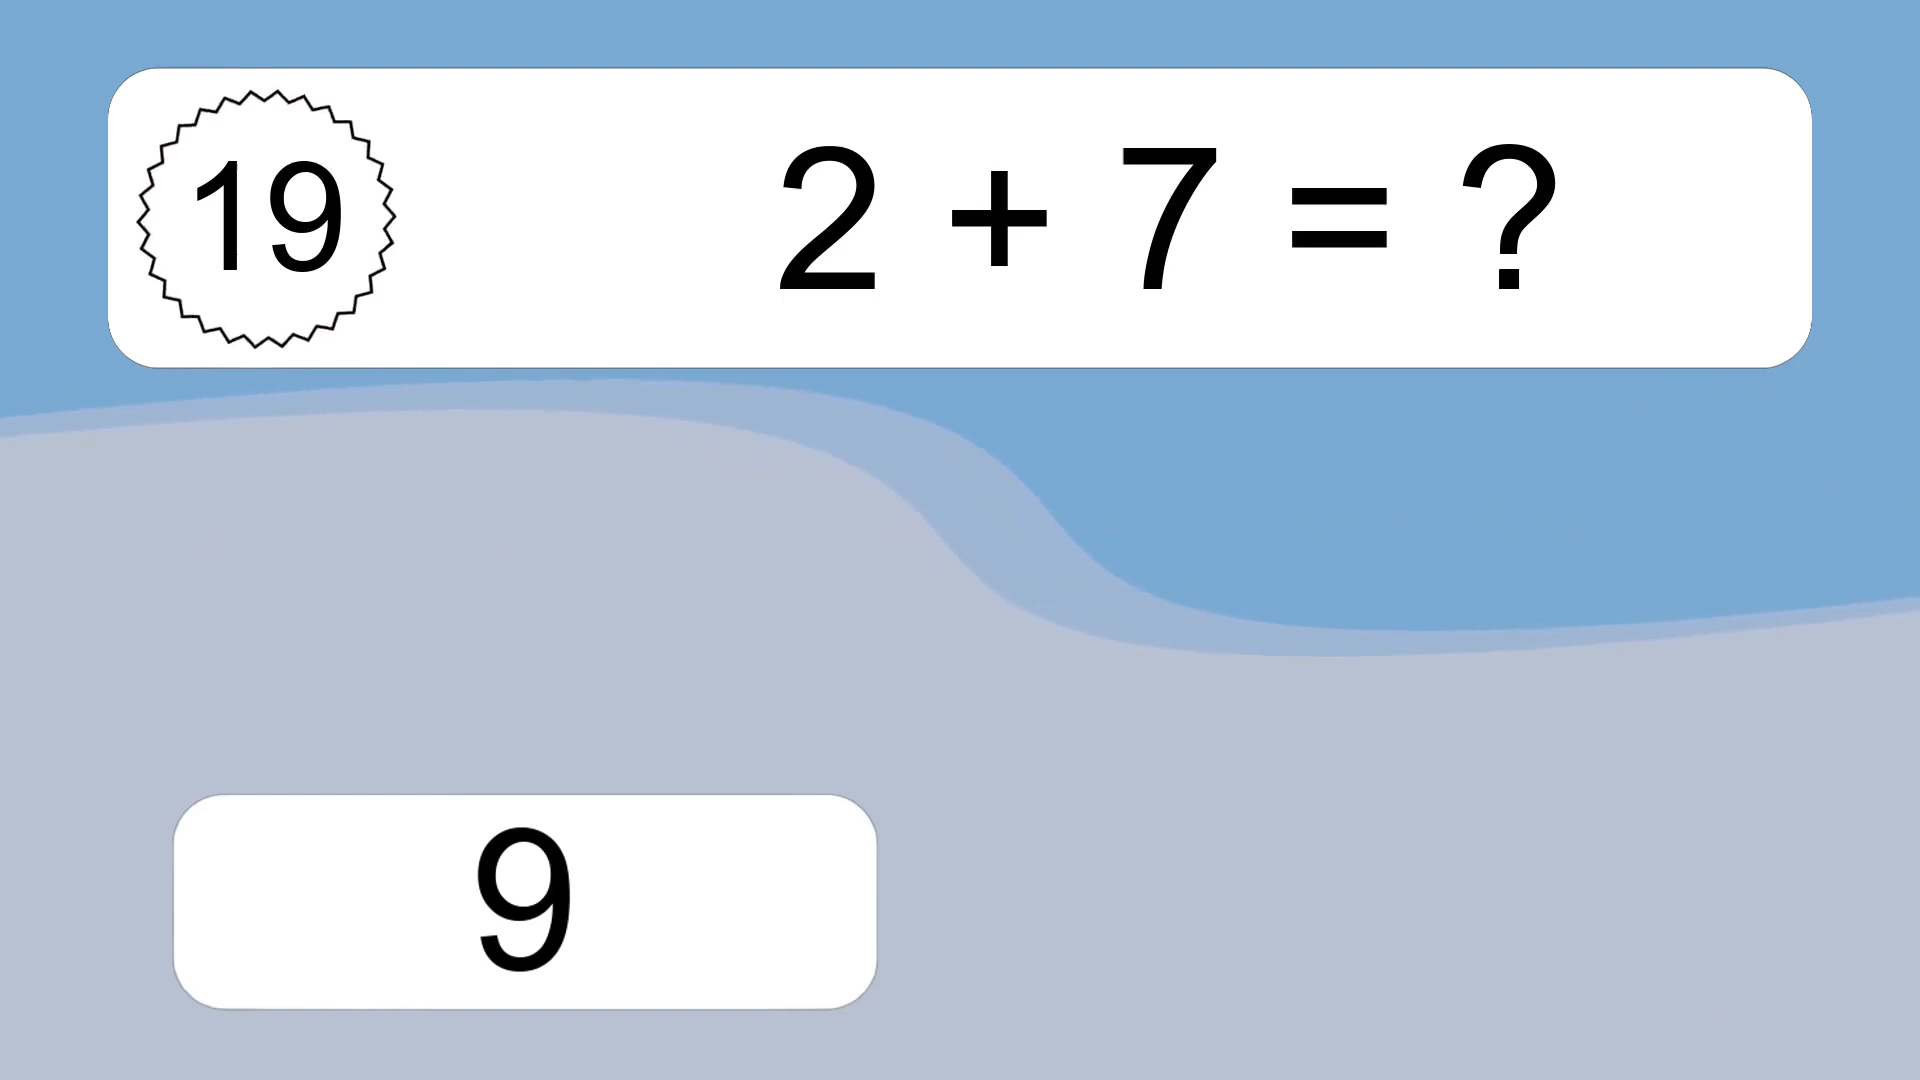 19
2 + 7 = ?
9